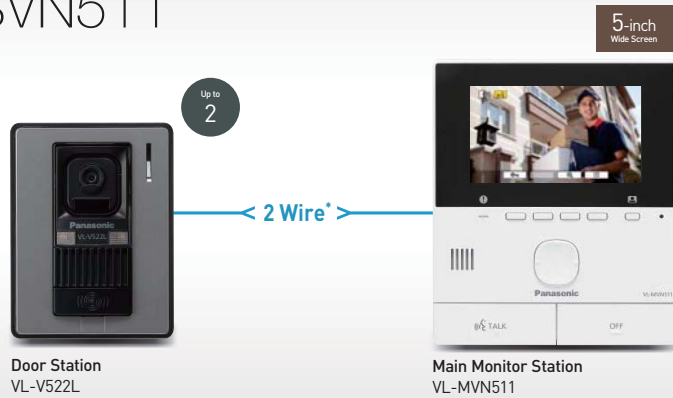 SVN511
5-inch
Wide Screen
Up to
2
< 2 Wire* >
Panasonic
VL-V522L
Panasonic
VL-MVN511
TALK
OFF
Door Station
VL-V522L
Main Monitor Station
VL-MVN511